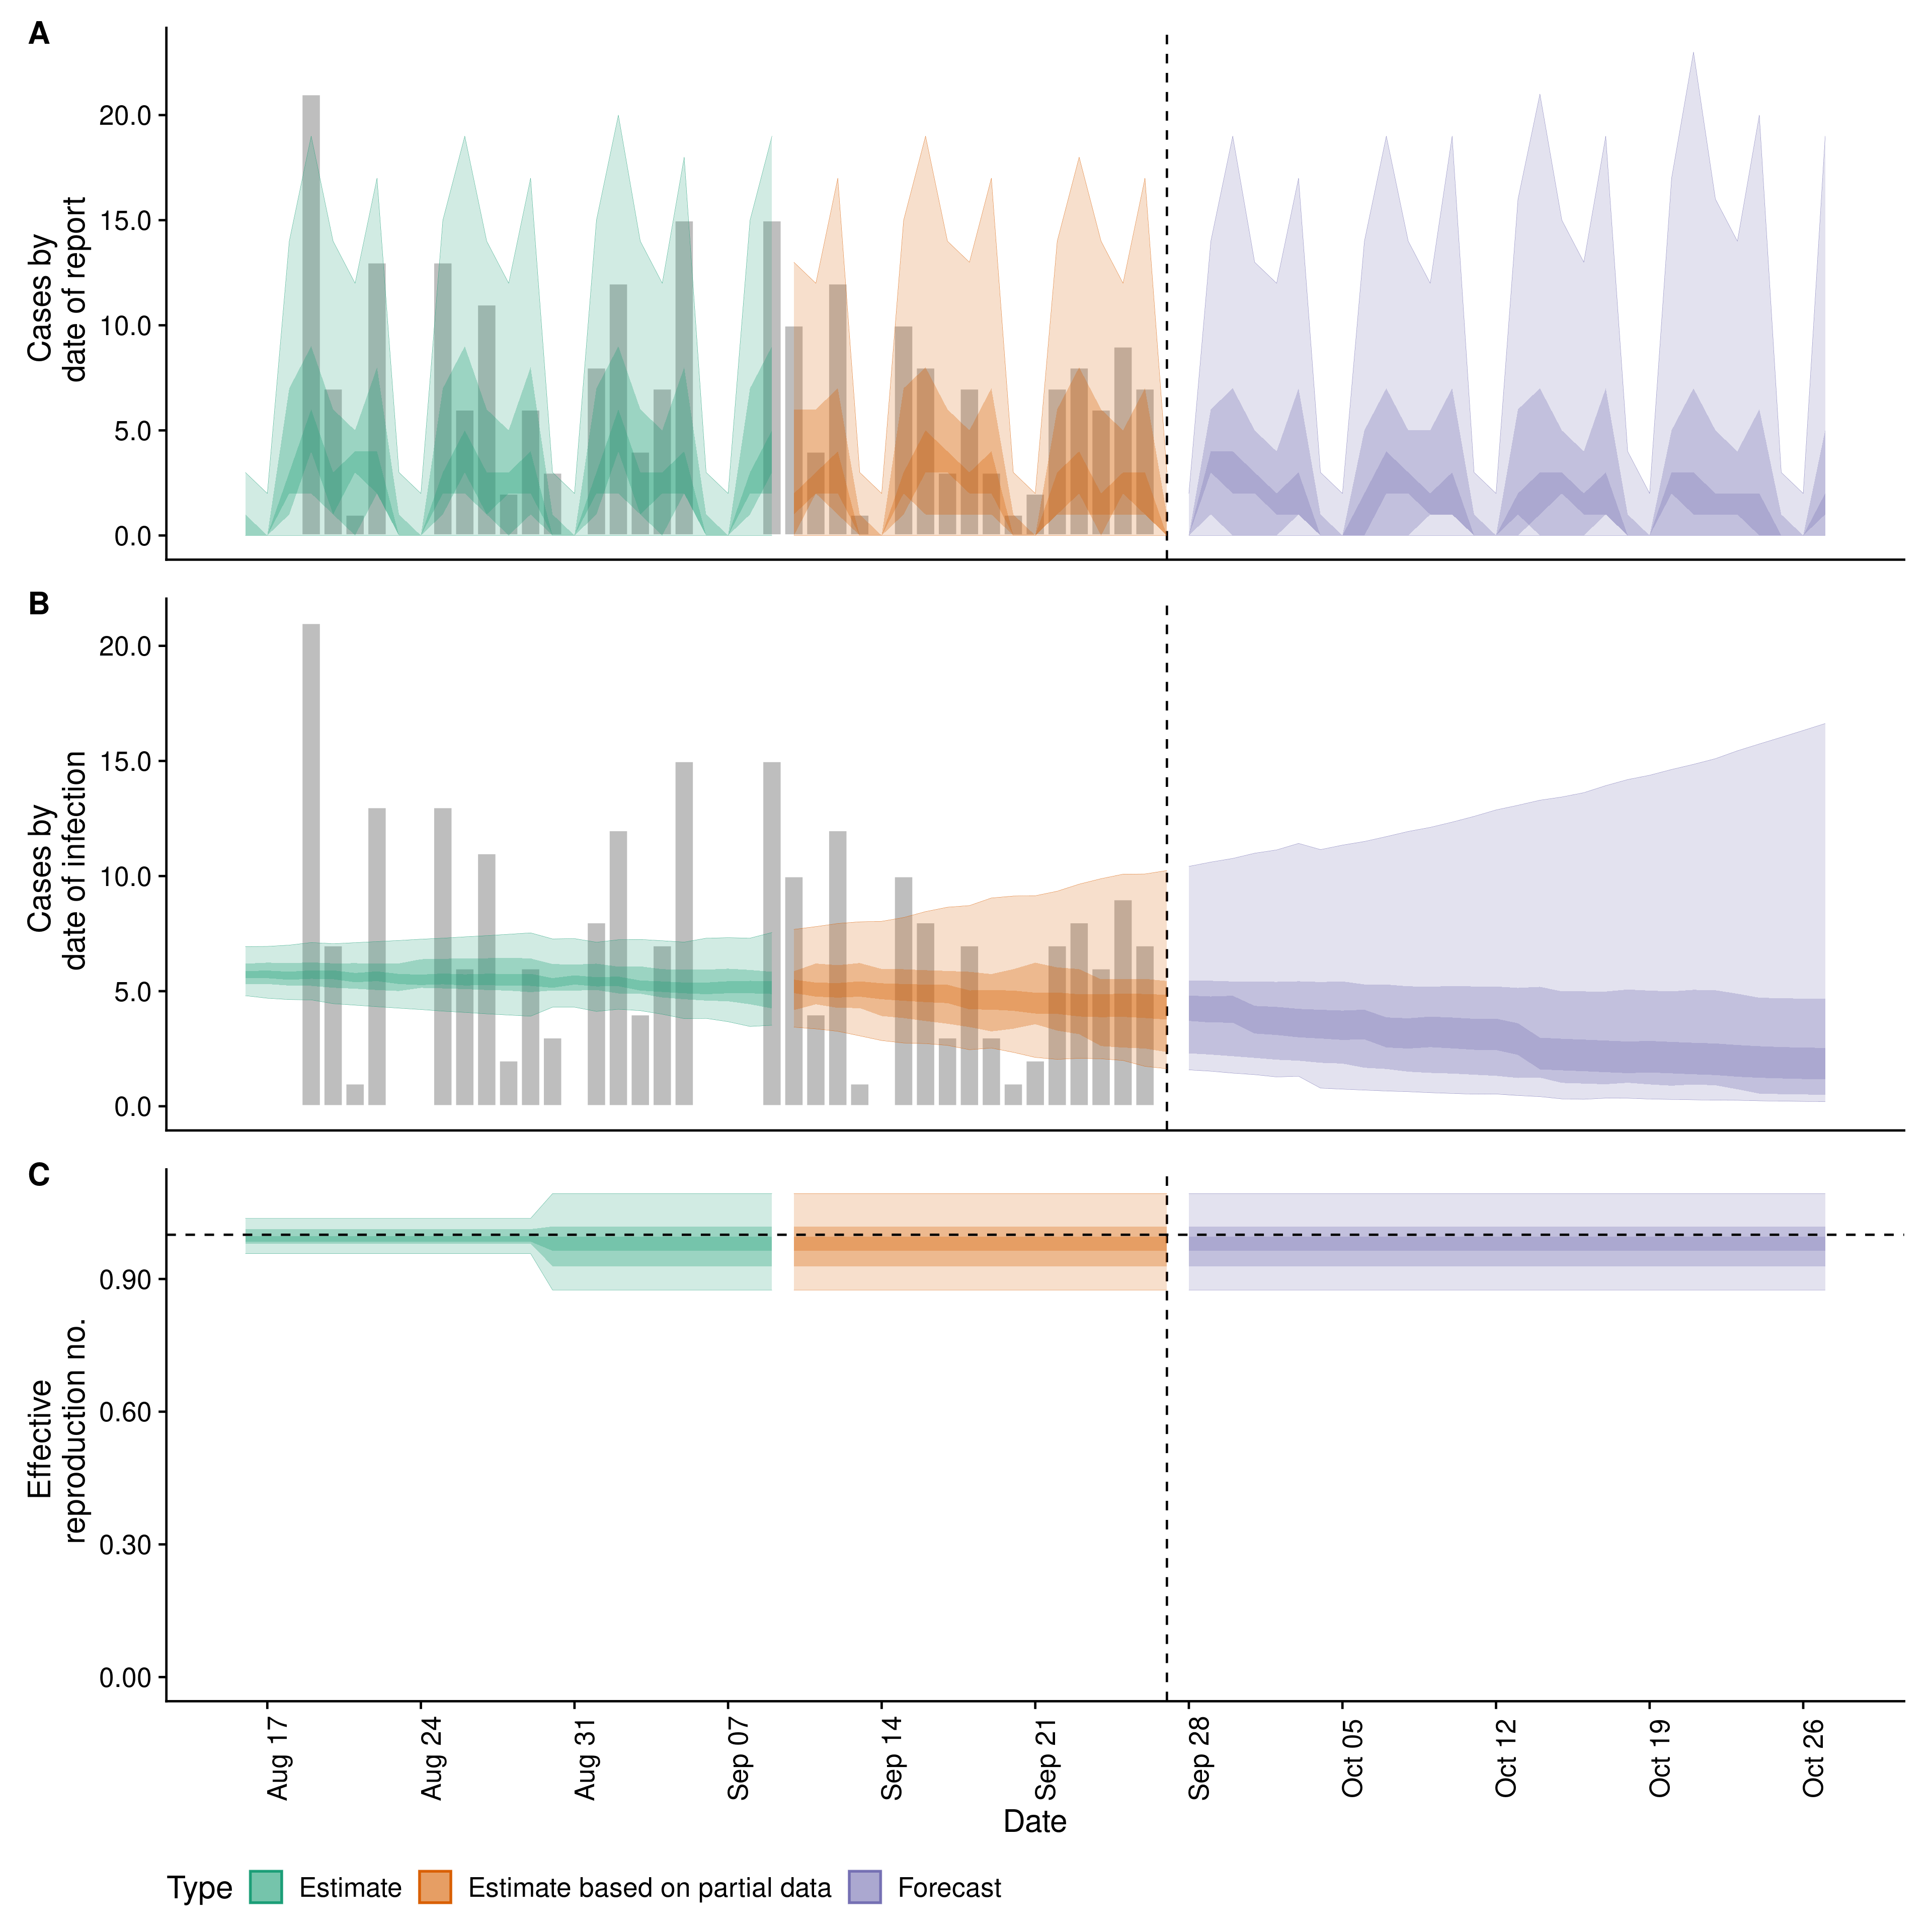 A
Cases by
date of report
20.0
15.0
10.0
5.0
0.0
B
Cases by
date of infection
20.0
15.0
10.0
5.0
0.0
C
Effective
reproduction no.
0.90
0.60
0.30
0.00
Aug 17
Aug 24
Aug 31
Sep 07
Sep 14
Sep 21
Sep 28
Oct 05
Oct 12
Oct 19
Oct 26
Date
Type Estimate Estimate based on partial data Forecast